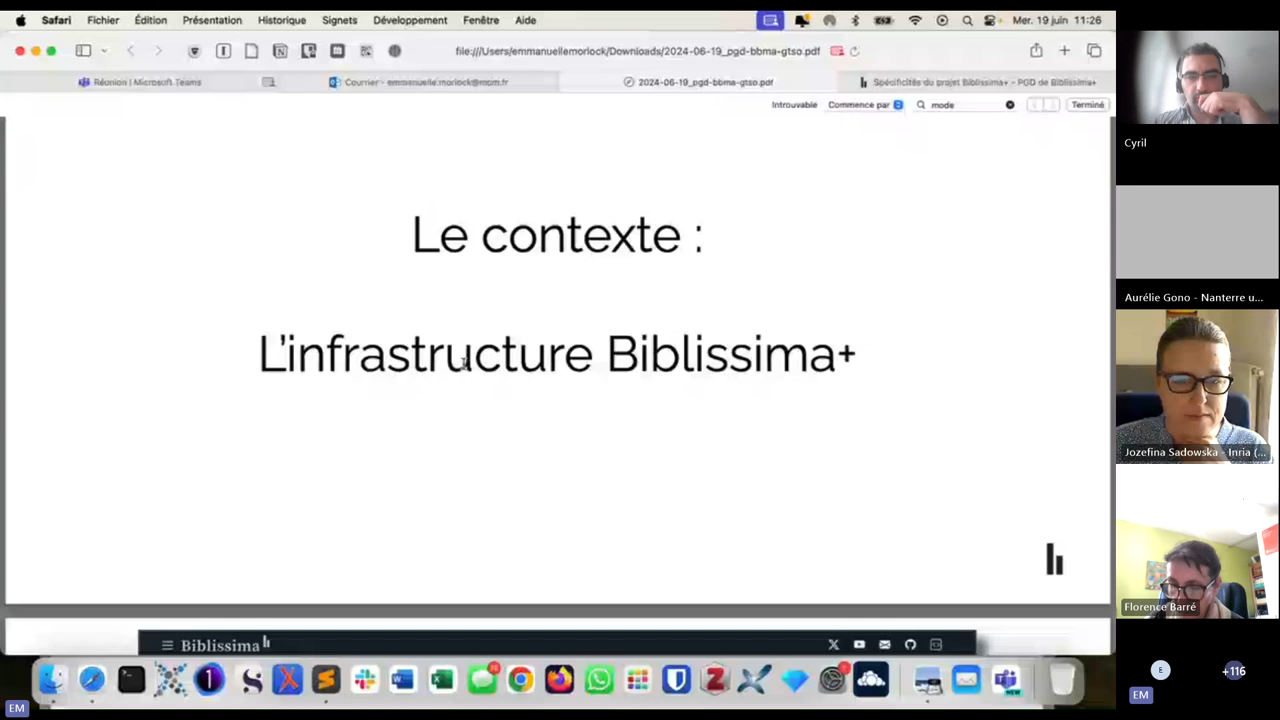 Safari Fichier Édition Présentation Historique Signets Développement Fenêtre Aide
Mer. 19 juin 11:26
file:///Users/emmanuellemorlock/Downloads/2024-06-19_pgd-bbma-gtso.pdf
Réunion | Microsoft Teams
Courrier - emmanuelle.morlock@mom.fr
2024-06-19_pgd-bbma-gtso.pdf
Spécificités du projet Biblissima+ - PGD de Biblissima+
Introuvable Commence par mode Terminé
Le contexte :
L'infrastructure Biblissima+
Biblissima
NEW
EM
Cyril
Aurélie Gono - Nanterre u...
Jozefina Sadowska - Inria (...
Florence Barré
E
+116
EM